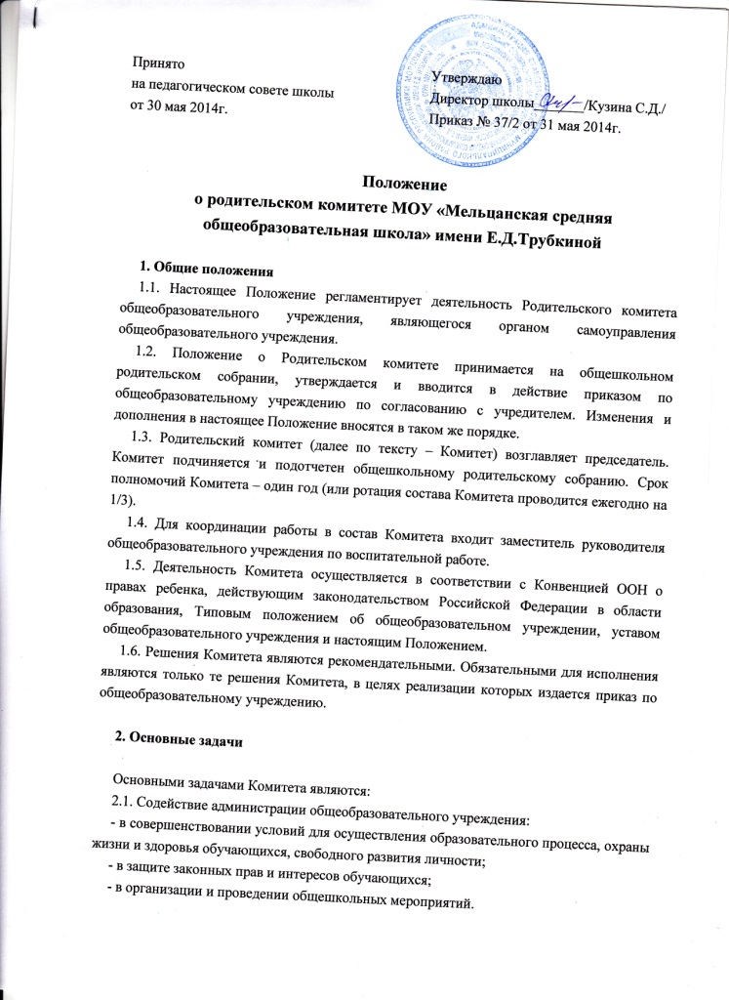 Принято
на педагогическом совете школы
от 30 мая 2014г.
Утверждаю
Директор школы /Кузина С.Д./
Приказ № 37/2 от 31 мая 2014г.
Положение
о родительском комитете МОУ «Мельцанская средняя
общеобразовательная школа» имени Е.Д.Трубкиной
1. Общие положения
1.1. Настоящее Положение регламентирует деятельность Родительского комитета
общеобразовательного учреждения, являющегося органом самоуправления
общеобразовательного учреждения.
1.2. Положение о Родительском комитете принимается на общешкольном
родительском собрании, утверждается и вводится в действие приказом по
общеобразовательному учреждению по согласованию с учредителем. Изменения и
дополнения в настоящее Положение вносятся в таком же порядке.
1.3. Родительский комитет (далее по тексту – Комитет) возглавляет председатель.
Комитет подчиняется и подотчетен общешкольному родительскому собранию. Срок
полномочий Комитета – один год (или ротация состава Комитета проводится ежегодно на
1/3).
1.4. Для координации работы в состав Комитета входит заместитель руководителя
общеобразовательного учреждения по воспитательной работе.
1.5. Деятельность Комитета осуществляется в соответствии с Конвенцией ООН о
правах ребенка, действующим законодательством Российской Федерации в области
образования, Типовым положением об общеобразовательном учреждении, уставом
общеобразовательного учреждения и настоящим Положением.
1.6. Решения Комитета являются рекомендательными. Обязательными для исполнения
являются только те решения Комитета, в целях реализации которых издается приказ по
общеобразовательному учреждению.
2. Основные задачи
Основными задачами Комитета являются:
2.1. Содействие администрации общеобразовательного учреждения:
- в совершенствовании условий для осуществления образовательного процесса, охраны
жизни и здоровья обучающихся, свободного развития личности;
- в защите законных прав и интересов обучающихся;
- в организации и проведении общешкольных мероприятий.